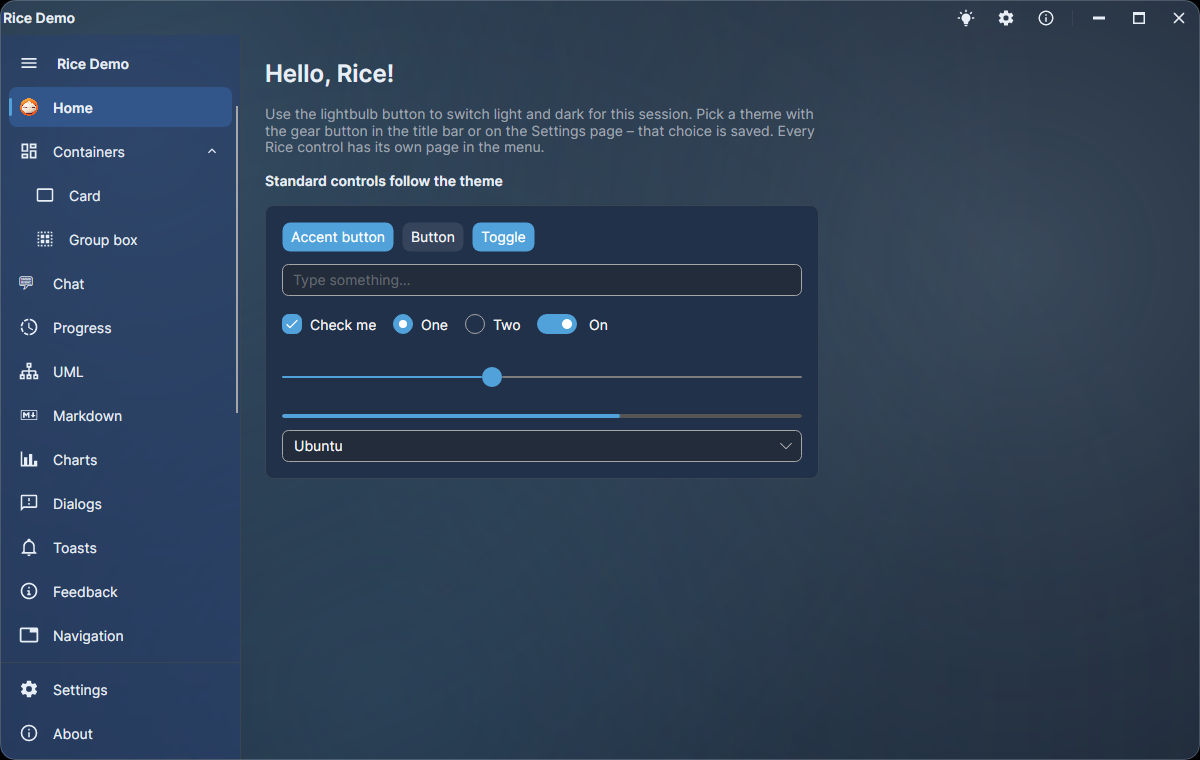 Rice Demo
Rice Demo
Home
Containers
Card
Group box
Chat
Progress
UML
Markdown
Charts
Dialogs
Toasts
Feedback
Navigation
Settings
About
Hello, Rice!
Use the lightbulb button to switch light and dark for this session. Pick a theme with
the gear button in the title bar or on the Settings page – that choice is saved. Every
Rice control has its own page in the menu.
Standard controls follow the theme
Accent button Button Toggle
Type something...
Check me One Two On
Ubuntu